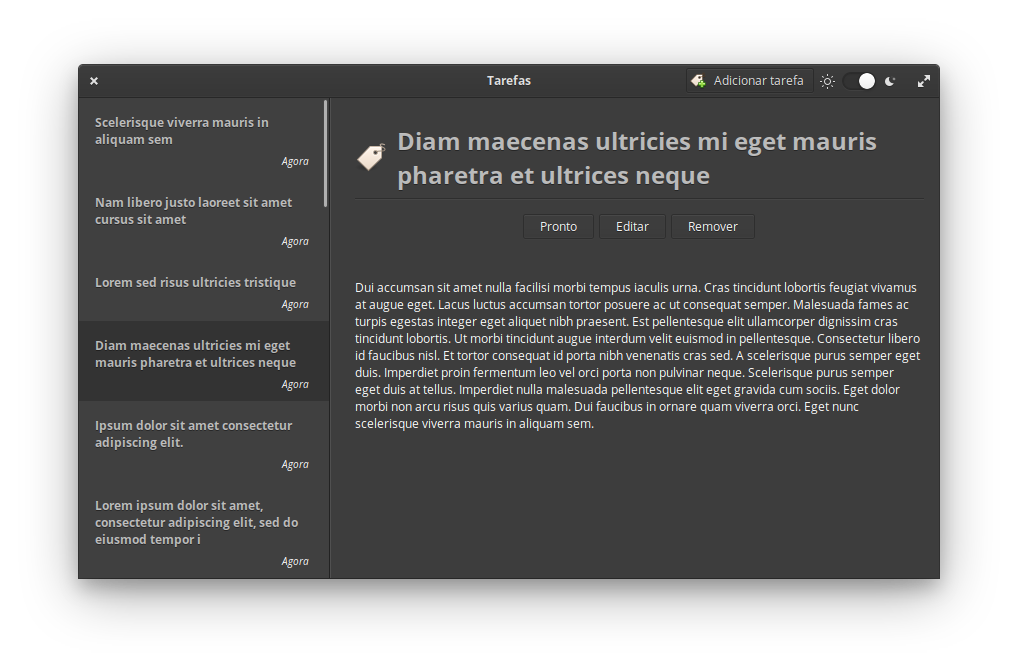 Tarefas
Adicionar tarefa
Scelerisque viverra mauris in
aliquam sem
Agora
Nam libero justo laoreet sit amet
cursus sit amet
Agora
Lorem sed risus ultricies tristique
Agora
Diam maecenas ultricies mi eget
mauris pharetra et ultrices neque
Agora
Ipsum dolor sit amet consectetur
adipiscing elit.
Agora
Lorem ipsum dolor sit amet,
consectetur adipiscing elit, sed do
eiusmod tempor i
Agora
Diam maecenas ultricies mi eget mauris
pharetra et ultrices neque
Pronto
Editar
Remover
Dui accumsan sit amet nulla facilisi morbi tempus iaculis urna. Cras tincidunt lobortis feugiat vivamus
at augue eget. Lacus luctus accumsan tortor posuere ac ut consequat semper. Malesuada fames ac
turpis egestas integer eget aliquet nibh praesent. Est pellentesque elit ullamcorper dignissim cras
tincidunt lobortis. Ut morbi tincidunt augue interdum velit euismod in pellentesque. Consectetur libero
id faucibus nisl. Et tortor consequat id porta nibh venenatis cras sed. A scelerisque purus semper eget
duis. Imperdiet proin fermentum leo vel orci porta non pulvinar neque. Scelerisque purus semper
eget duis at tellus. Imperdiet nulla malesuada pellentesque elit eget gravida cum sociis. Eget dolor
morbi non arcu risus quis varius quam. Dui faucibus in ornare quam viverra orci. Eget nunc
scelerisque viverra mauris in aliquam sem.